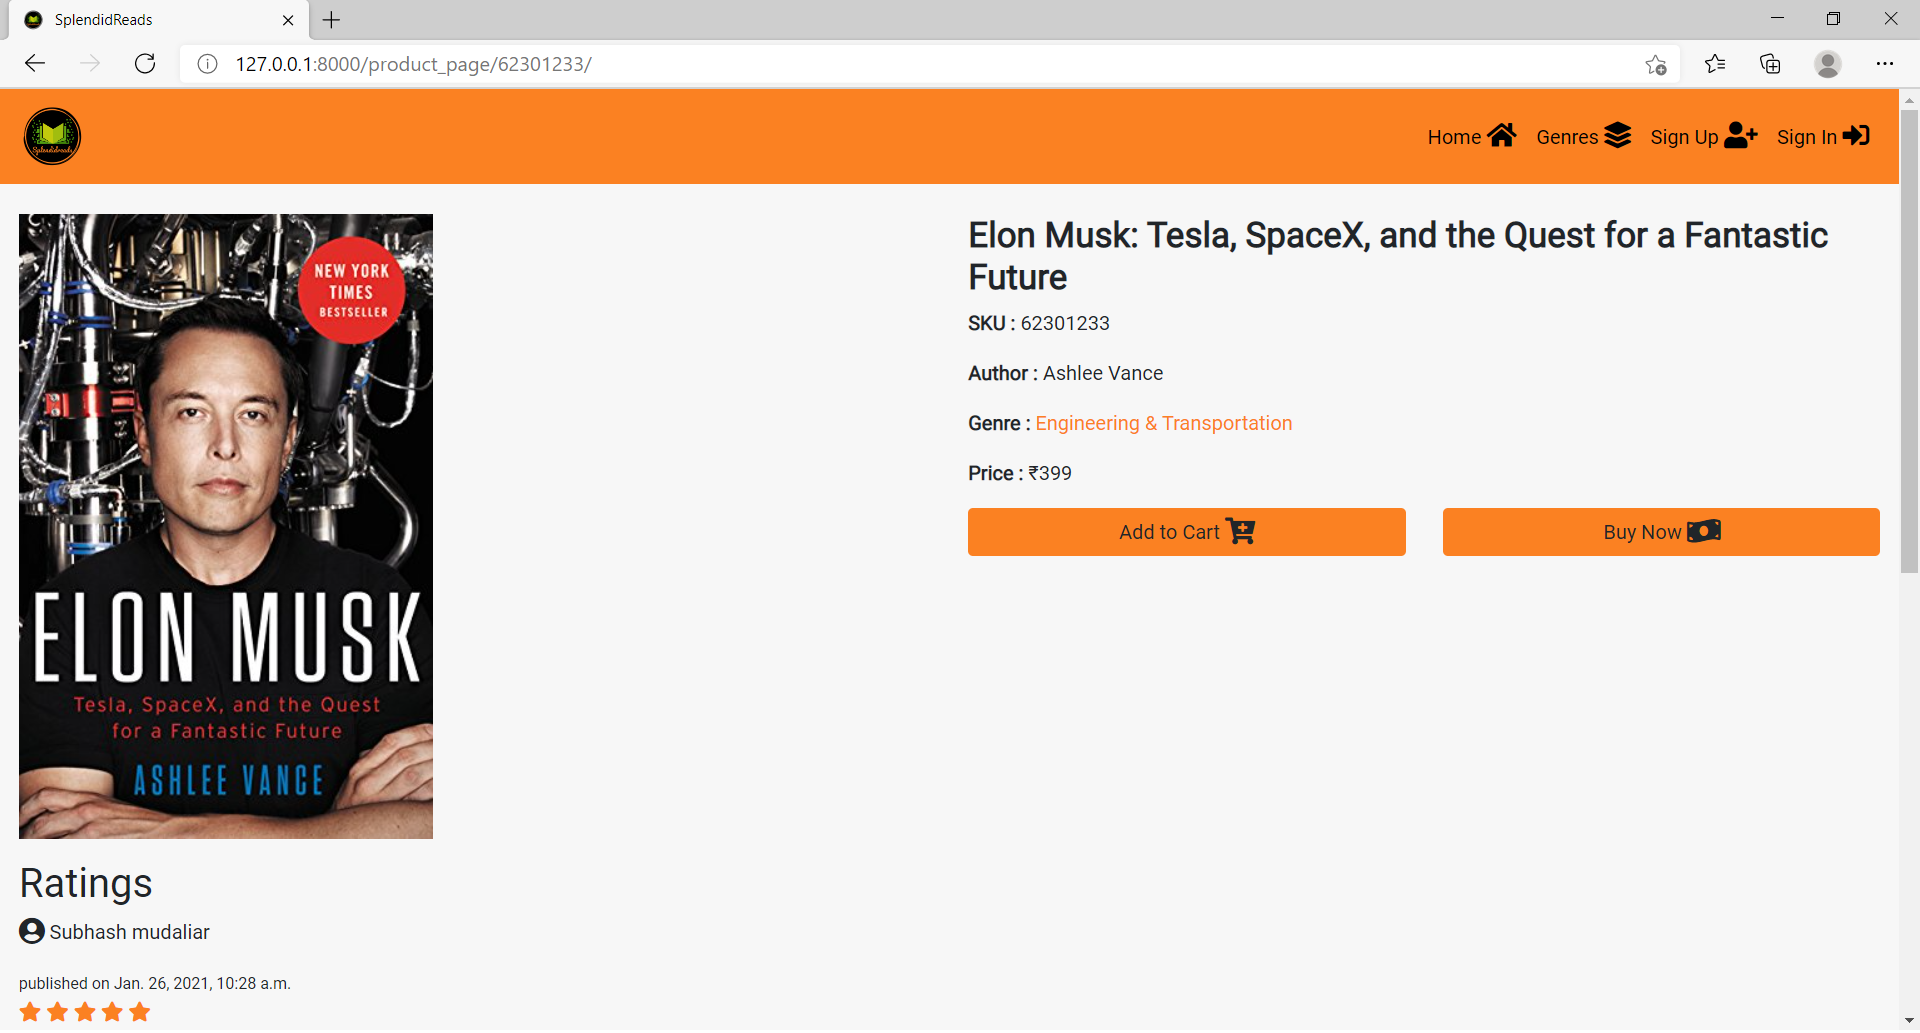 SplendidReads
127.0.0.1:8000/product_page/62301233/
Splendidreads
Home
Genres
Sign Up
Sign In
NEW YORK
TIMES
BESTSELLER
ELON MUSK
Tesla, SpaceX, and the Quest
for a Fantastic Future
ASHLEE VANCE
Elon Musk: Tesla, SpaceX, and the Quest for a Fantastic
Future
SKU : 62301233
Author : Ashlee Vance
Genre : Engineering & Transportation
Price : ₹399
Add to Cart
Buy Now
Ratings
Subhash mudaliar
published on Jan. 26, 2021, 10:28 a.m.